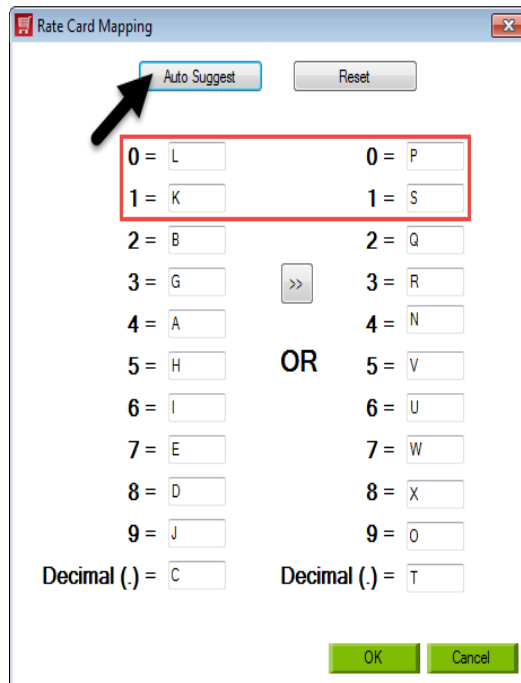 Rate Card Mapping
Auto Suggest Reset
0 = L 0 = P
1 = K 1 = S
2 = B 2 = Q
3 = G >> 3 = R
4 = A 4 = N
5 = H OR 5 = V
6 = I 6 = U
7 = E 7 = W
8 = D 8 = X
9 = J 9 = O
Decimal (.) = C Decimal (.) = T
OK Cancel